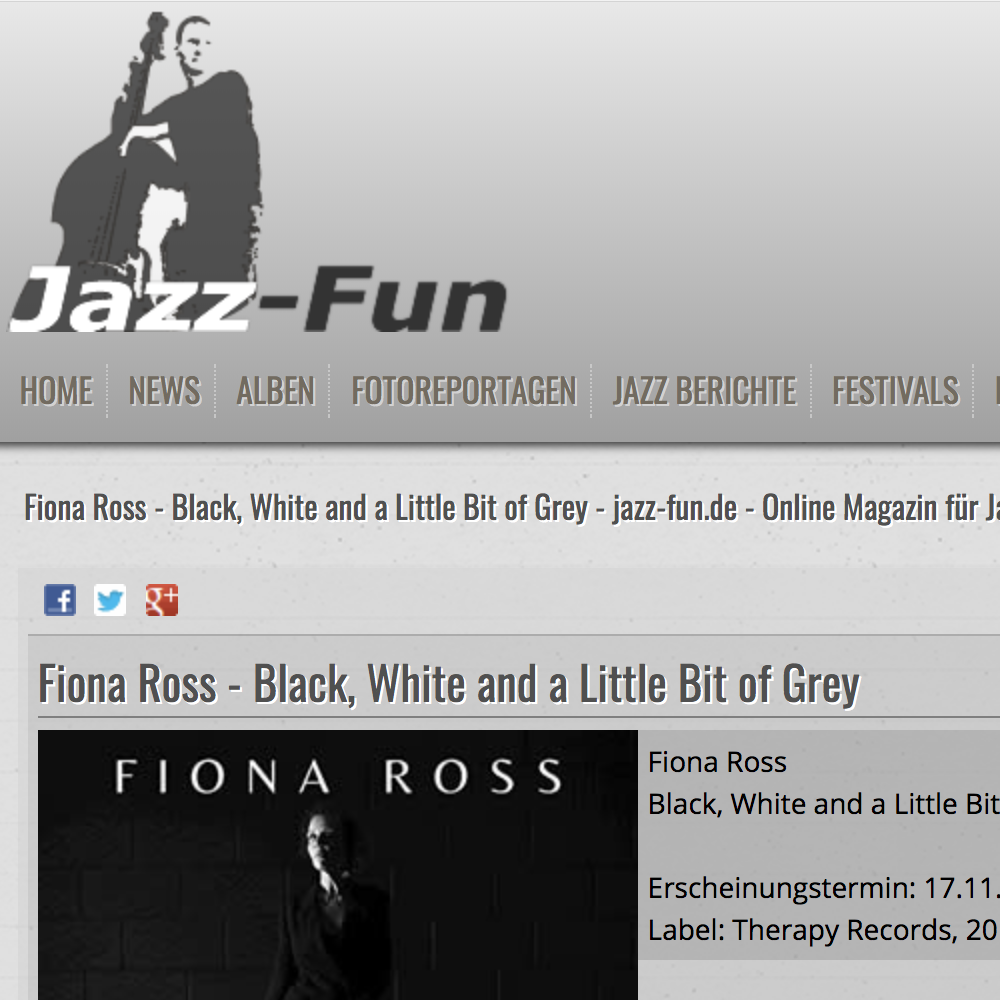 Jazz-Fun
HOME NEWS ALBEN FOTOREPORTAGEN JAZZ BERICHTE FESTIVALS
Fiona Ross - Black, White and a Little Bit of Grey - jazz-fun.de - Online Magazin für
f g+
Fiona Ross - Black, White and a Little Bit of Grey
FIONA ROSS
Fiona Ross
Black, White and a Little Bit
Erscheinungstermin: 17.11.
Label: Therapy Records, 20